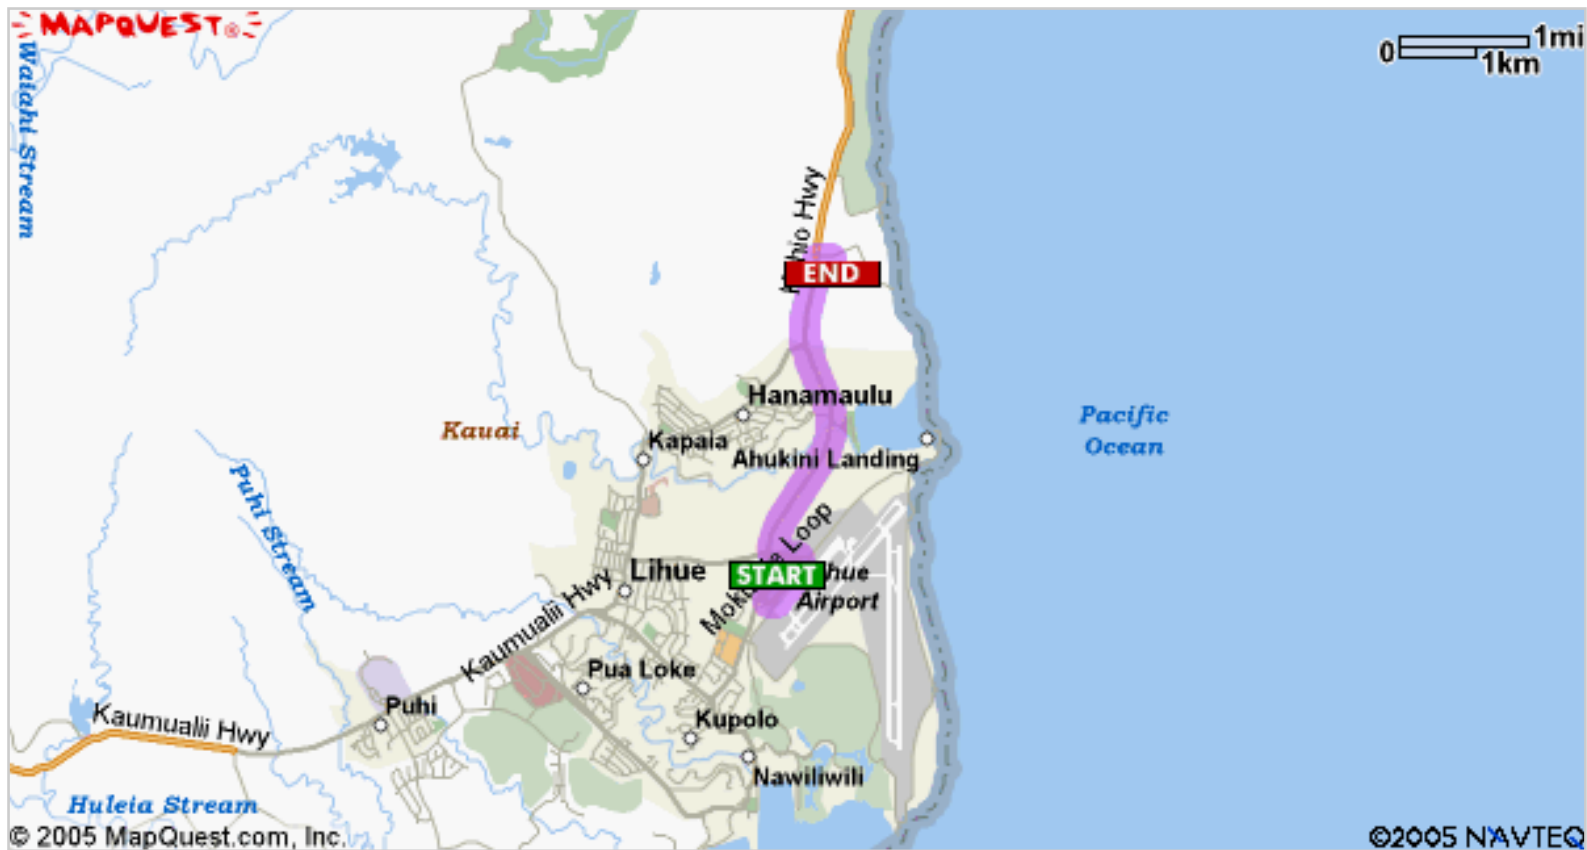 MAPQUEST®
0
1mi
1km
Waiahi Stream
Hwy
END
Hanamaulu
Kauai
Kapaia
Pacific
Ocean
Ahukini Landing
Puhi Stream
Loop
START
Lihue
Airport
Kaumualii Hwy
Pua Loke
Puhi
Kupolo
Kaumualii Hwy
Nawiliwili
Huleia Stream
© 2005 MapQuest.com, Inc.
©2005 NAVTEQ